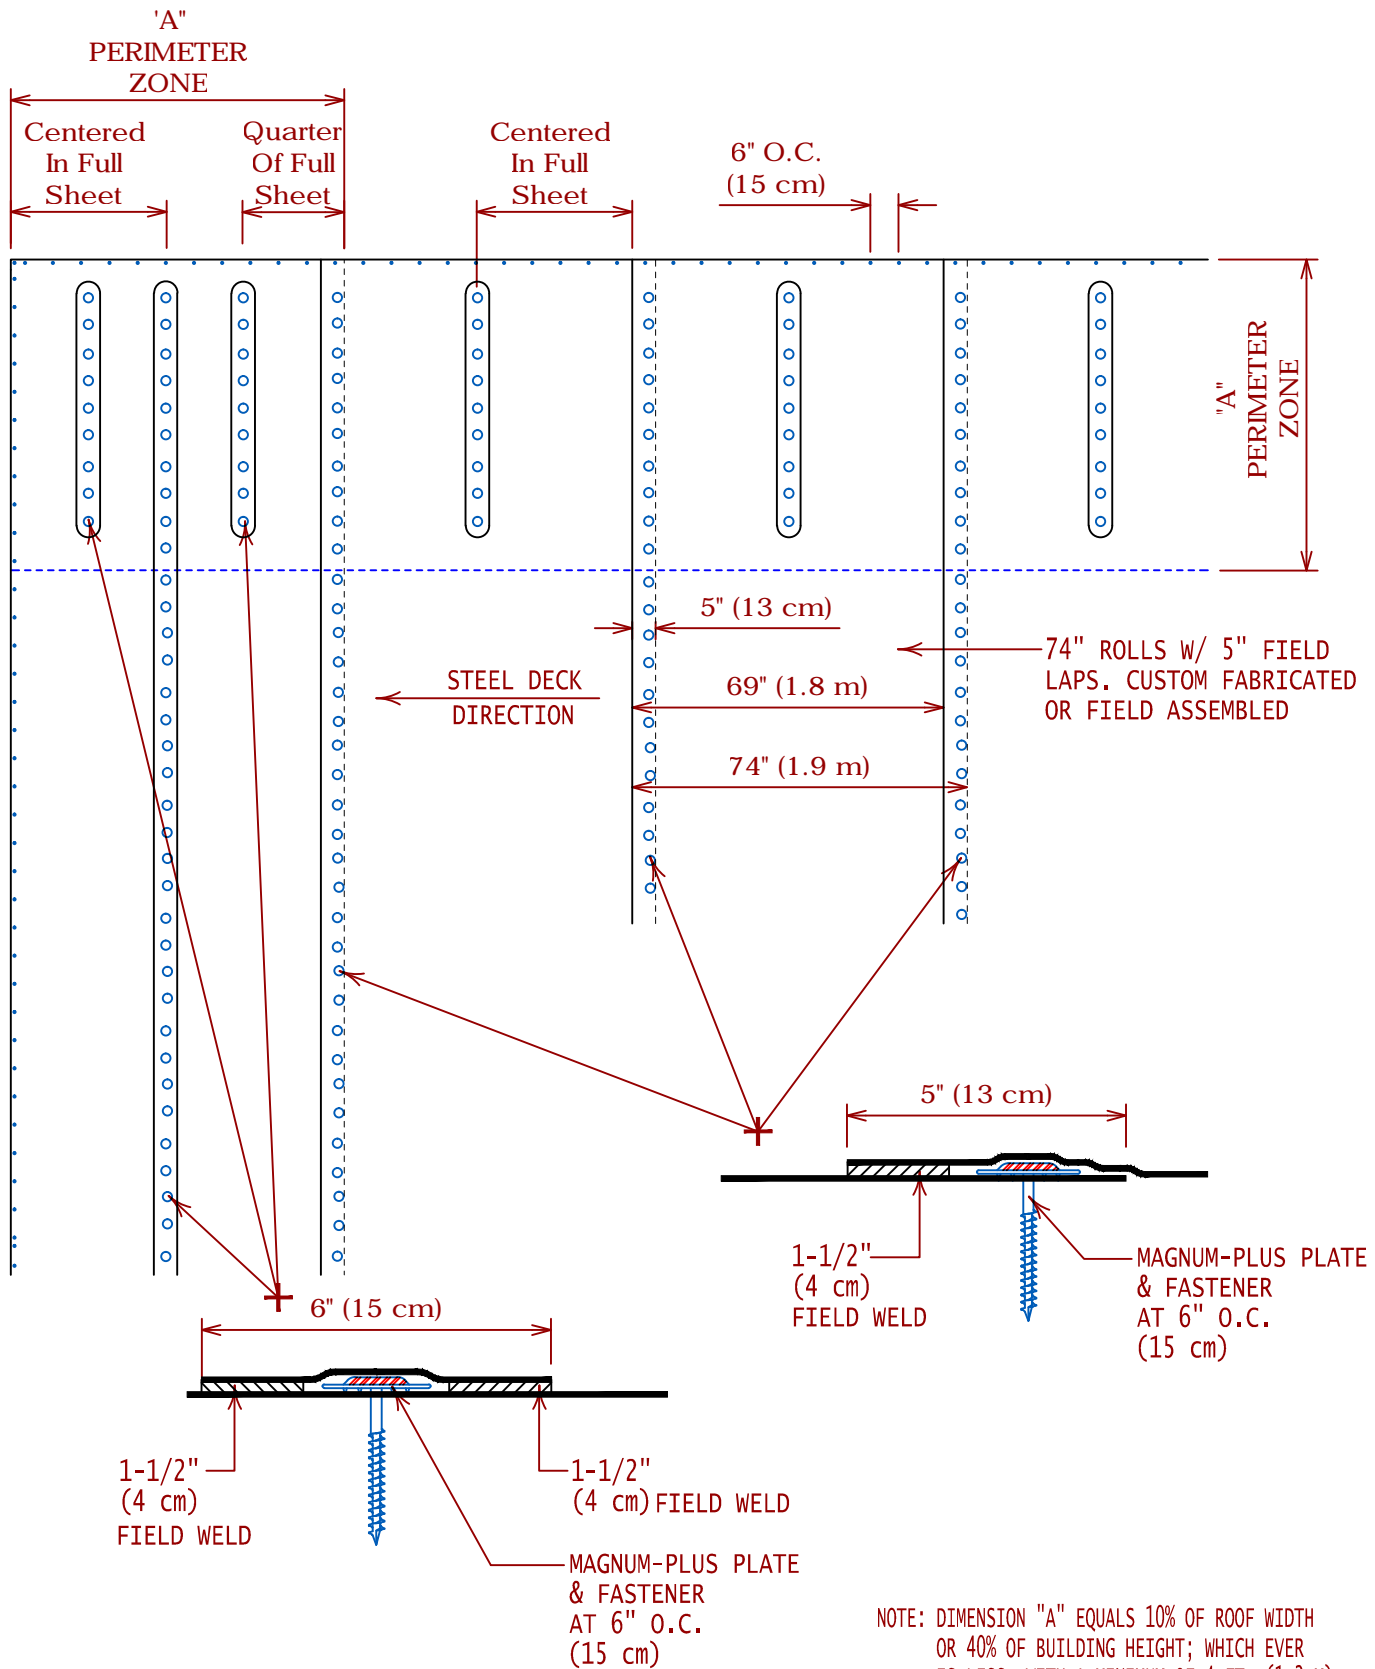 'A"
PERIMETER
ZONE
Centered
In Full
Sheet
Quarter
Of Full
Sheet
Centered
In Full
Sheet
6" O.C.
(15 cm)
"A"
PERIMETER
ZONE
5" (13 cm)
74" ROLLS W/ 5" FIELD
LAPS. CUSTOM FABRICATED
OR FIELD ASSEMBLED
STEEL DECK
DIRECTION
69" (1.8 m)
74" (1.9 m)
5" (13 cm)
1-1/2"
(4 cm)
FIELD WELD
MAGNUM-PLUS PLATE
& FASTENER
AT 6" O.C.
(15 cm)
6" (15 cm)
1-1/2"
(4 cm)
FIELD WELD
1-1/2"
(4 cm) FIELD WELD
MAGNUM-PLUS PLATE
& FASTENER
AT 6" O.C.
(15 cm)
NOTE: DIMENSION "A" EQUALS 10% OF ROOF WIDTH
OR 40% OF BUILDING HEIGHT; WHICH EVER